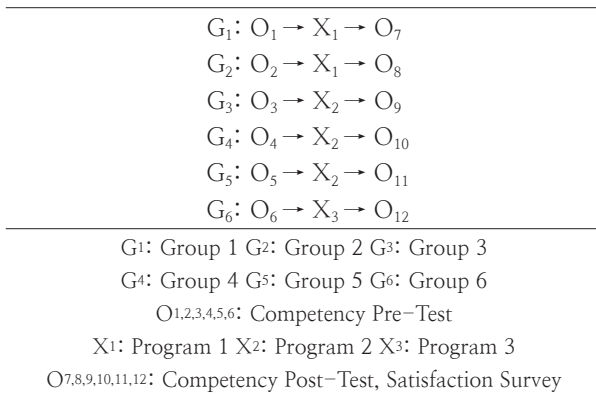 G₁: O₁ → X₁ → O₇
G₂: O₂ → X₁ → O₈
G₃: O₃ → X₂ → O₉
G₄: O₄ → X₂ → O₁₀
G₅: O₅ → X₂ → O₁₁
G₆: O₆ → X₃ → O₁₂
G1: Group 1 G2: Group 2 G3: Group 3
G4: Group 4 G5: Group 5 G6: Group 6
O1,2,3,4,5,6: Competency Pre-Test
X1: Program 1 X2: Program 2 X3: Program 3
O7,8,9,10,11,12: Competency Post-Test, Satisfaction Survey